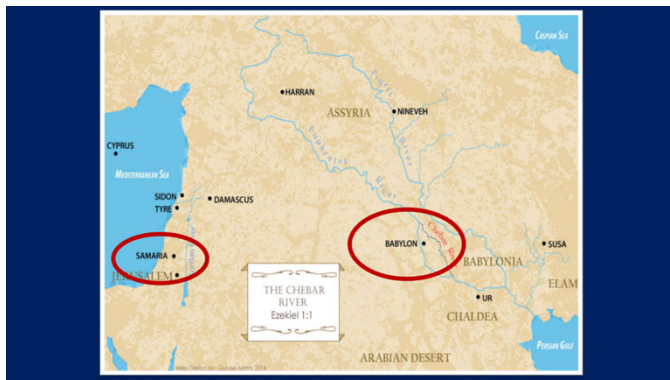 CASPIAN SEA
HARRAN
ASSYRIA
Tigris
River
NINEVEH
CYPRUS
MEDITERRANEAN SEA
Euphrates
River
SIDON
TYRE
DAMASCUS
SAMARIA
JERUSALEM
BABYLON
Chebar
BABYLONIA
SUSA
ELAM
THE CHEBAR
RIVER
Ezekiel 1:1
UR
CHALDEA
ARABIAN DESERT
PERSIAN GULF